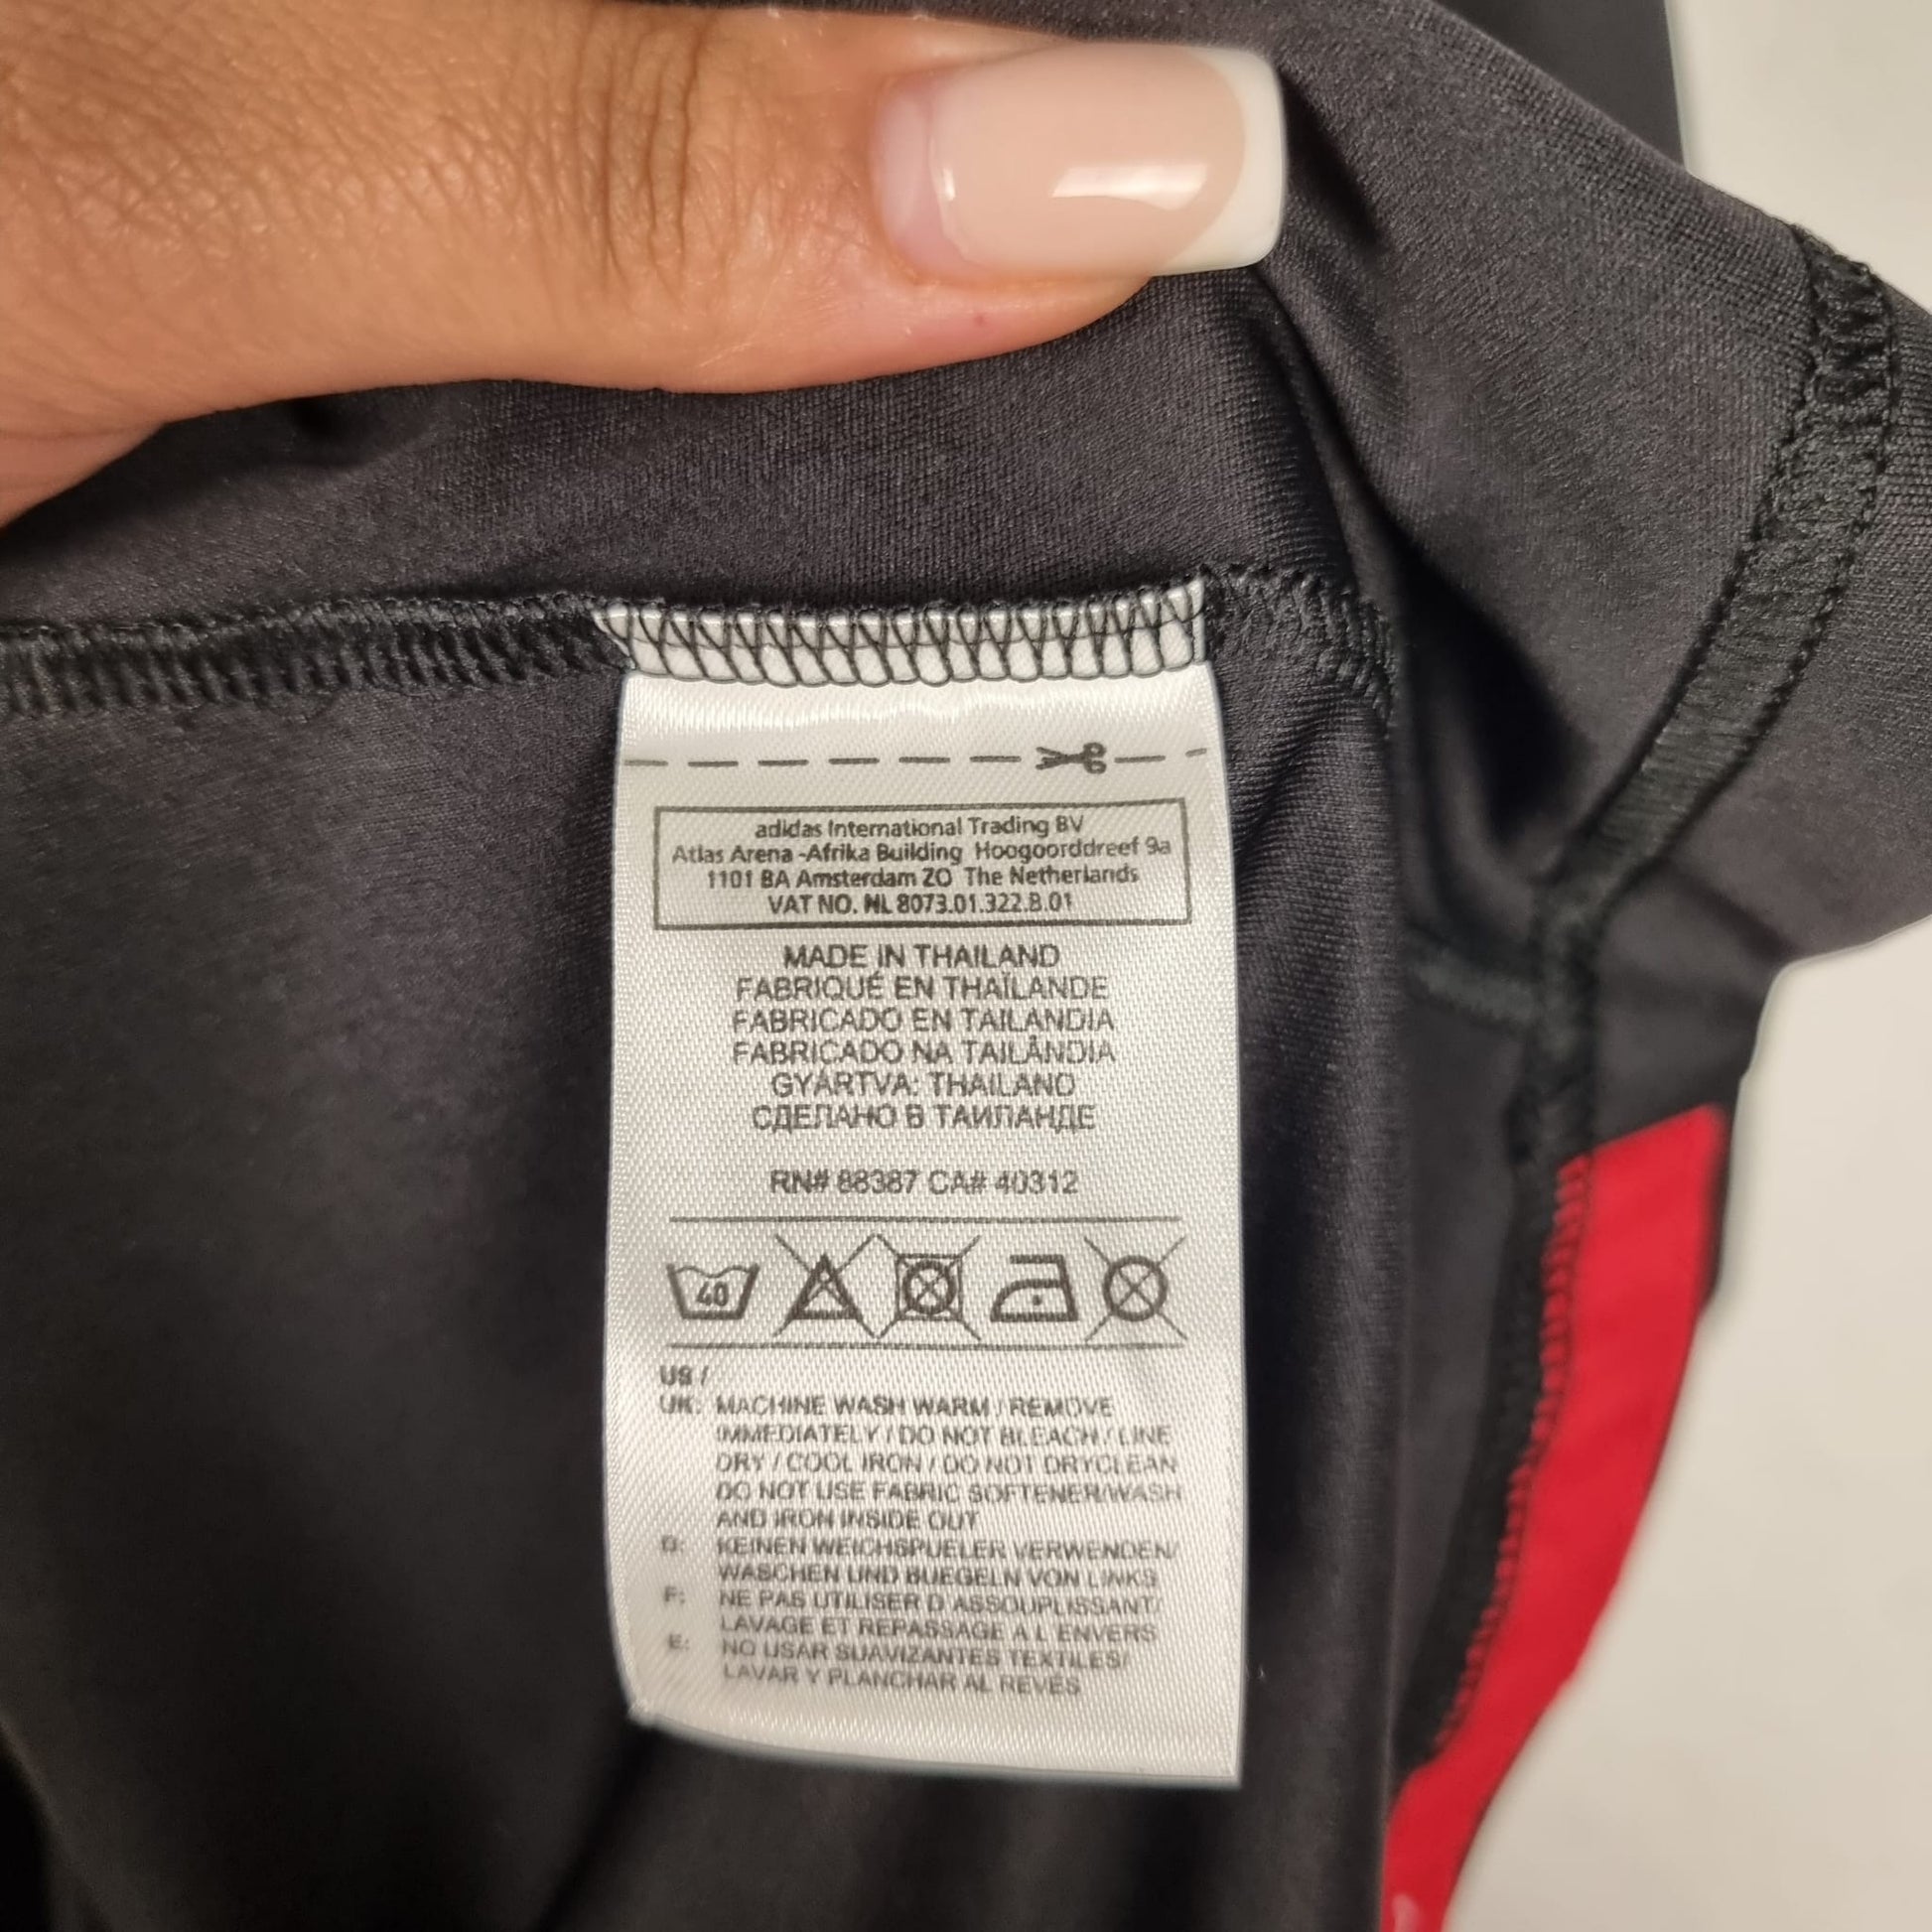 adidas International Trading BV
Atlas Arena -Afrika Building Hoogoorddreef 9a
1101 BA Amsterdam ZO The Netherlands
VAT NO. NL 8073.01.322.B.01
MADE IN THAILAND
FABRIQUÉ EN THAÏLANDE
FABRICADO EN TAILANDIA
FABRICADO NA TAILÂNDIA
GYÁRTVA: THAILAND
СДЕЛАНО В ТАИЛАНДЕ
RN# 88387 CA# 40312
40
US /
UK: MACHINE WASH WARM / REMOVE
IMMEDIATELY / DO NOT BLEACH / LINE
DRY / COOL IRON / DO NOT DRYCLEAN
DO NOT USE FABRIC SOFTENER/WASH
AND IRON INSIDE OUT
D: KEINEN WEICHSPUELER VERWENDEN/
WASCHEN UND BUEGELN VON LINKS
F: NE PAS UTILISER D ASSOUPLISSANT/
LAVAGE ET REPASSAGE A L ENVERS
E: NO USAR SUAVIZANTES TEXTILES/
LAVAR Y PLANCHAR AL REVÉS